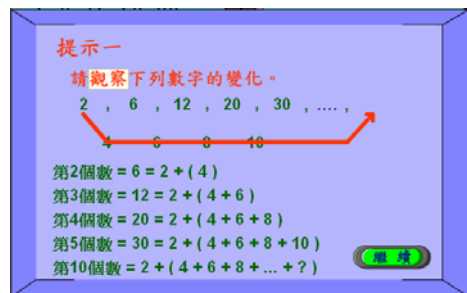 提示一
請觀察下列數字的變化。
2 , 6 , 12 , 20 , 30 , .... ,
4 6 8 10
第2個數 = 6 = 2 + ( 4 )
第3個數 = 12 = 2 + ( 4 + 6 )
第4個數 = 20 = 2 + ( 4 + 6 + 8 )
第5個數 = 30 = 2 + ( 4 + 6 + 8 + 10 )
第10個數 = 2 + ( 4 + 6 + 8 + ... + ? )
繼續